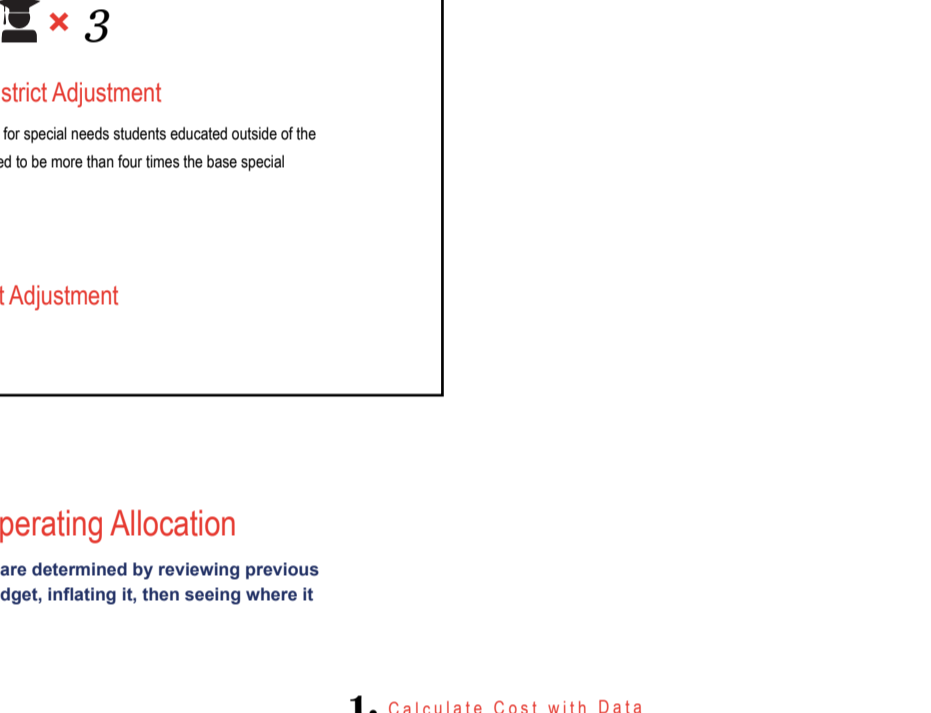 × 3
strict Adjustment
for special needs students educated outside of the
ed to be more than four times the base special
t Adjustment
perating Allocation
are determined by reviewing previous
dget, inflating it, then seeing where it
1. Calculate Cost with Data